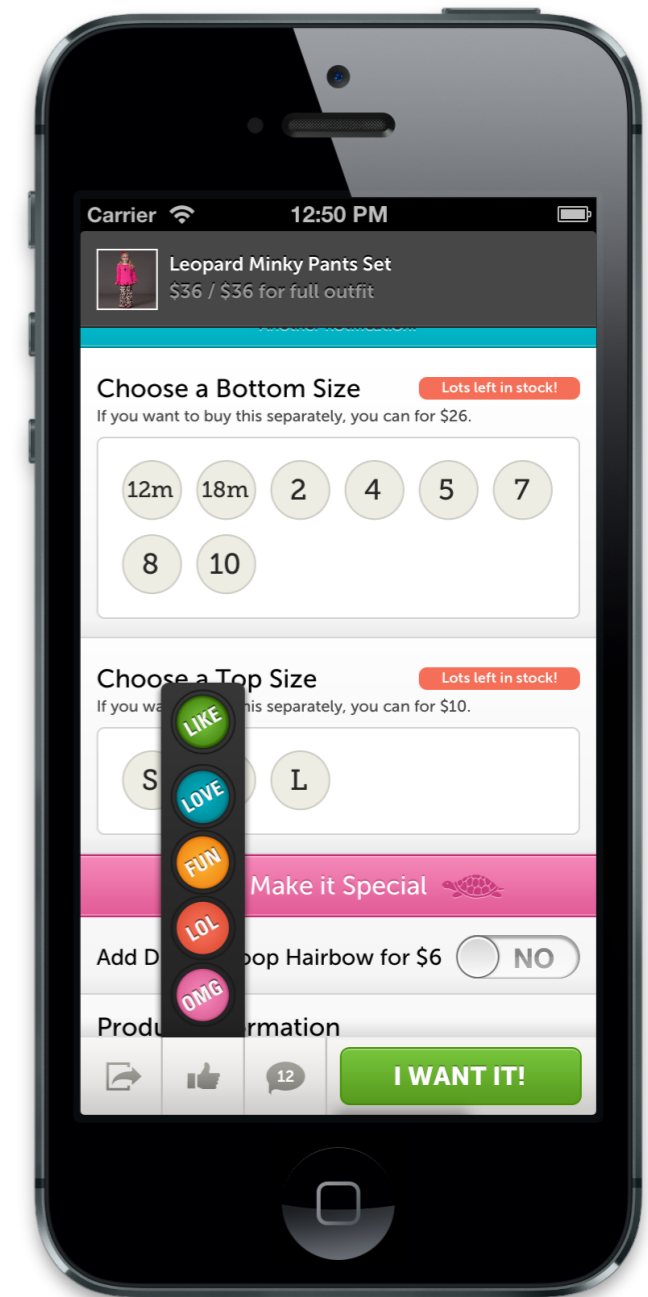 Carrier 12:50 PM
Leopard Minky Pants Set
$36 / $36 for full outfit
Choose a Bottom Size Lots left in stock!
If you want to buy this separately, you can for $26.
12m 18m 2 4 5 7
8 10
Choose a Top Size Lots left in stock!
If you wa his separately, you can for $10.
LIKE
S L
LOVE
FUN
Make it Special
LOL
Add D oop Hairbow for $6 NO
OMG
Produ rmation
12 I WANT IT!